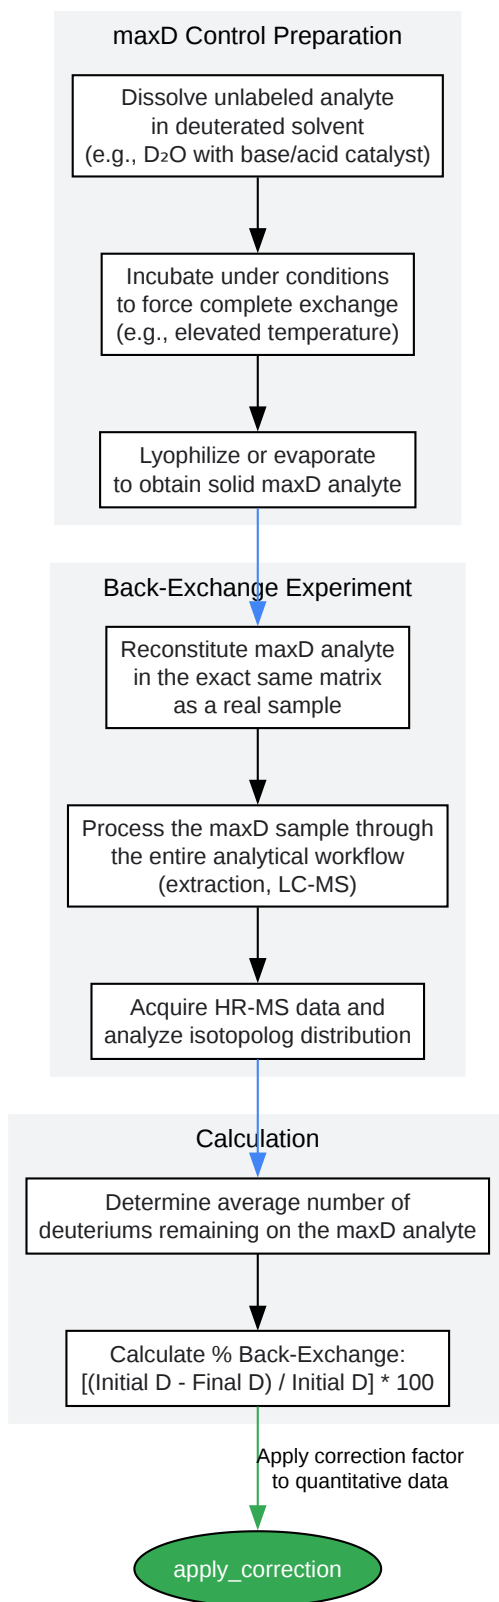 maxD Control Preparation
Dissolve unlabeled analyte
in deuterated solvent
(e.g., D₂O with base/acid catalyst)
Incubate under conditions
to force complete exchange
(e.g., elevated temperature)
Lyophilize or evaporate
to obtain solid maxD analyte
Back-Exchange Experiment
Reconstitute maxD analyte
in the exact same matrix
as a real sample
Process the maxD sample through
the entire analytical workflow
(extraction, LC-MS)
Acquire HR-MS data and
analyze isotopolog distribution
Calculation
Determine average number of
deuteriums remaining on the maxD analyte
Calculate % Back-Exchange:
[(Initial D - Final D) / Initial D] * 100
Apply correction factor
to quantitative data
apply_correction